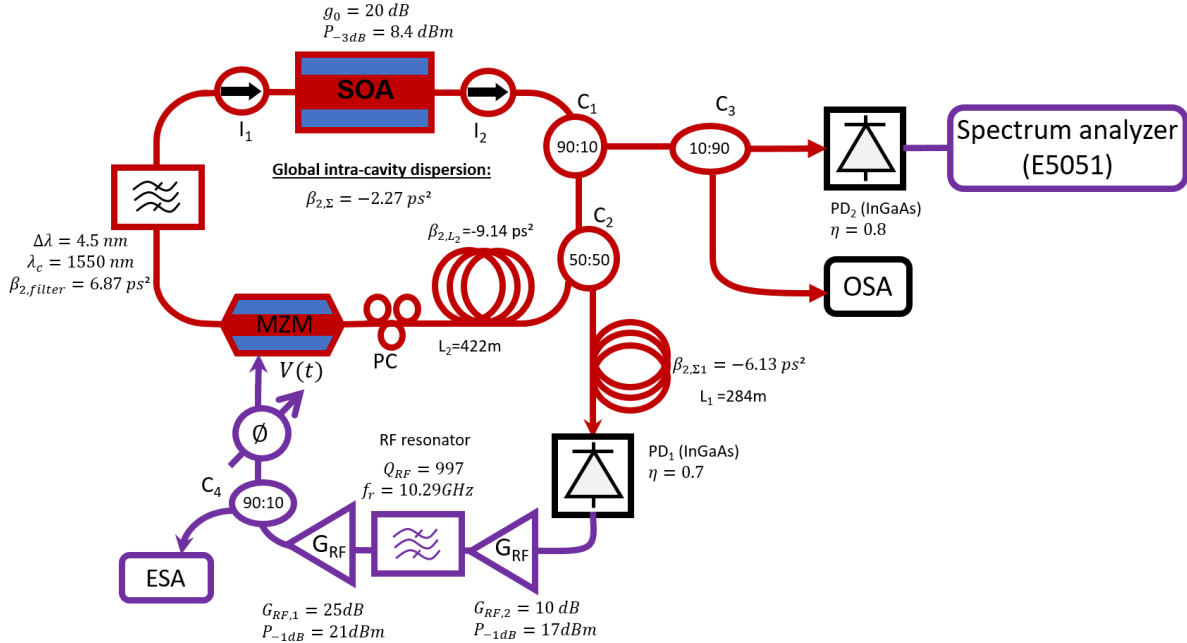 g₀ = 20 dB
P₋₃dB = 8.4 dBm
SOA
I₁
I₂
C₁
90:10
C₃
10:90
Spectrum analyzer
(E5051)
PD₂ (InGaAs)
η = 0.8
Global intra-cavity dispersion:
β₂,Σ = −2.27 ps²
Δλ = 4.5 nm
λc = 1550 nm
β₂,filter = 6.87 ps²
β₂,L₂=-9.14 ps²
C₂
50:50
OSA
MZM
PC
L₂=422m
V(t)
β₂,Σ₁ = −6.13 ps²
L₁ =284m
Ø
RF resonator
Q_RF = 997
f_r = 10.29GHz
PD₁ (InGaAs)
η = 0.7
C₄
90:10
G_RF
G_RF
ESA
G_RF,1 = 25dB
P₋₁dB = 21dBm
G_RF,2 = 10 dB
P₋₁dB = 17dBm